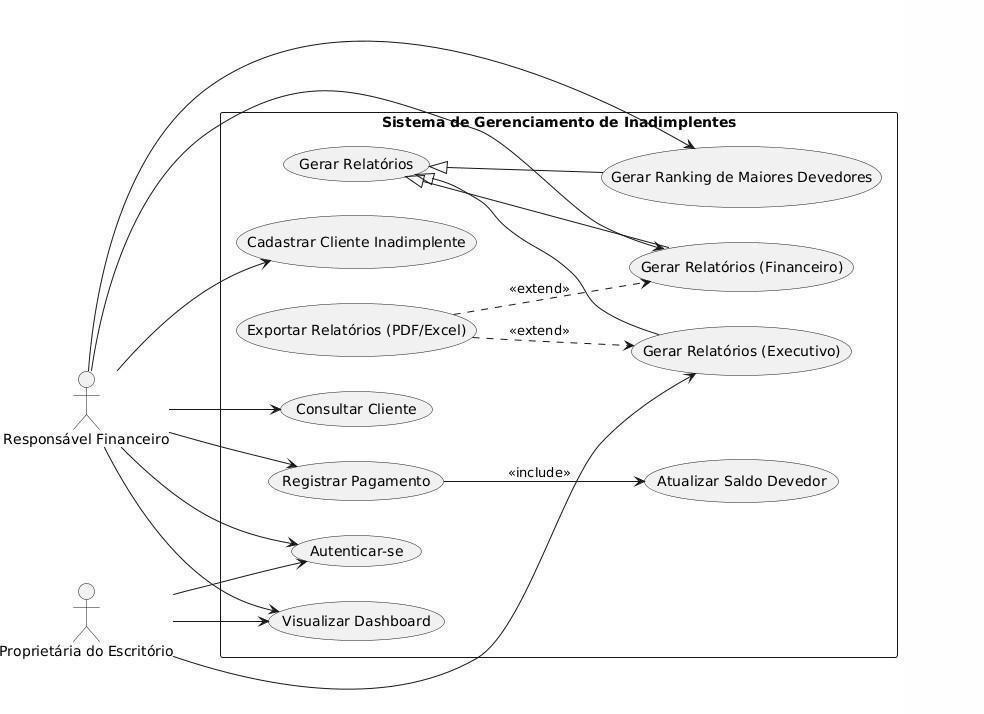 Sistema de Gerenciamento de Inadimplentes
Gerar Relatórios
Gerar Ranking de Maiores Devedores
Cadastrar Cliente Inadimplente
Gerar Relatórios (Financeiro)
«extend»
Exportar Relatórios (PDF/Excel)
«extend»
Gerar Relatórios (Executivo)
Consultar Cliente
Responsável Financeiro
«include»
Registrar Pagamento
Atualizar Saldo Devedor
Autenticar-se
Visualizar Dashboard
Proprietária do Escritório